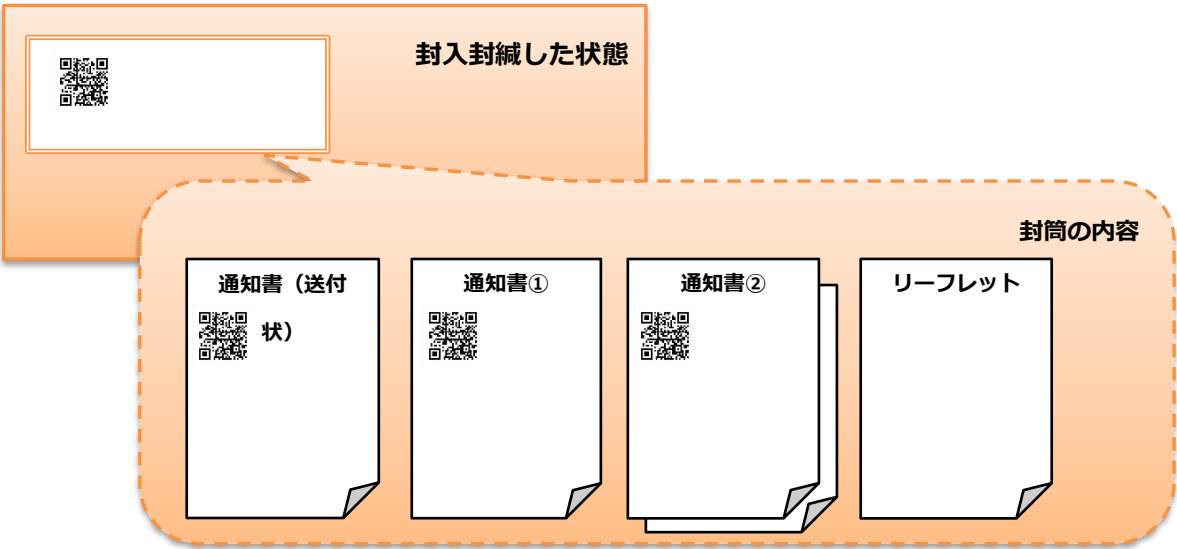 封入封緘した状態
封筒の内容
通知書（送付
状）
通知書①
通知書②
リーフレット